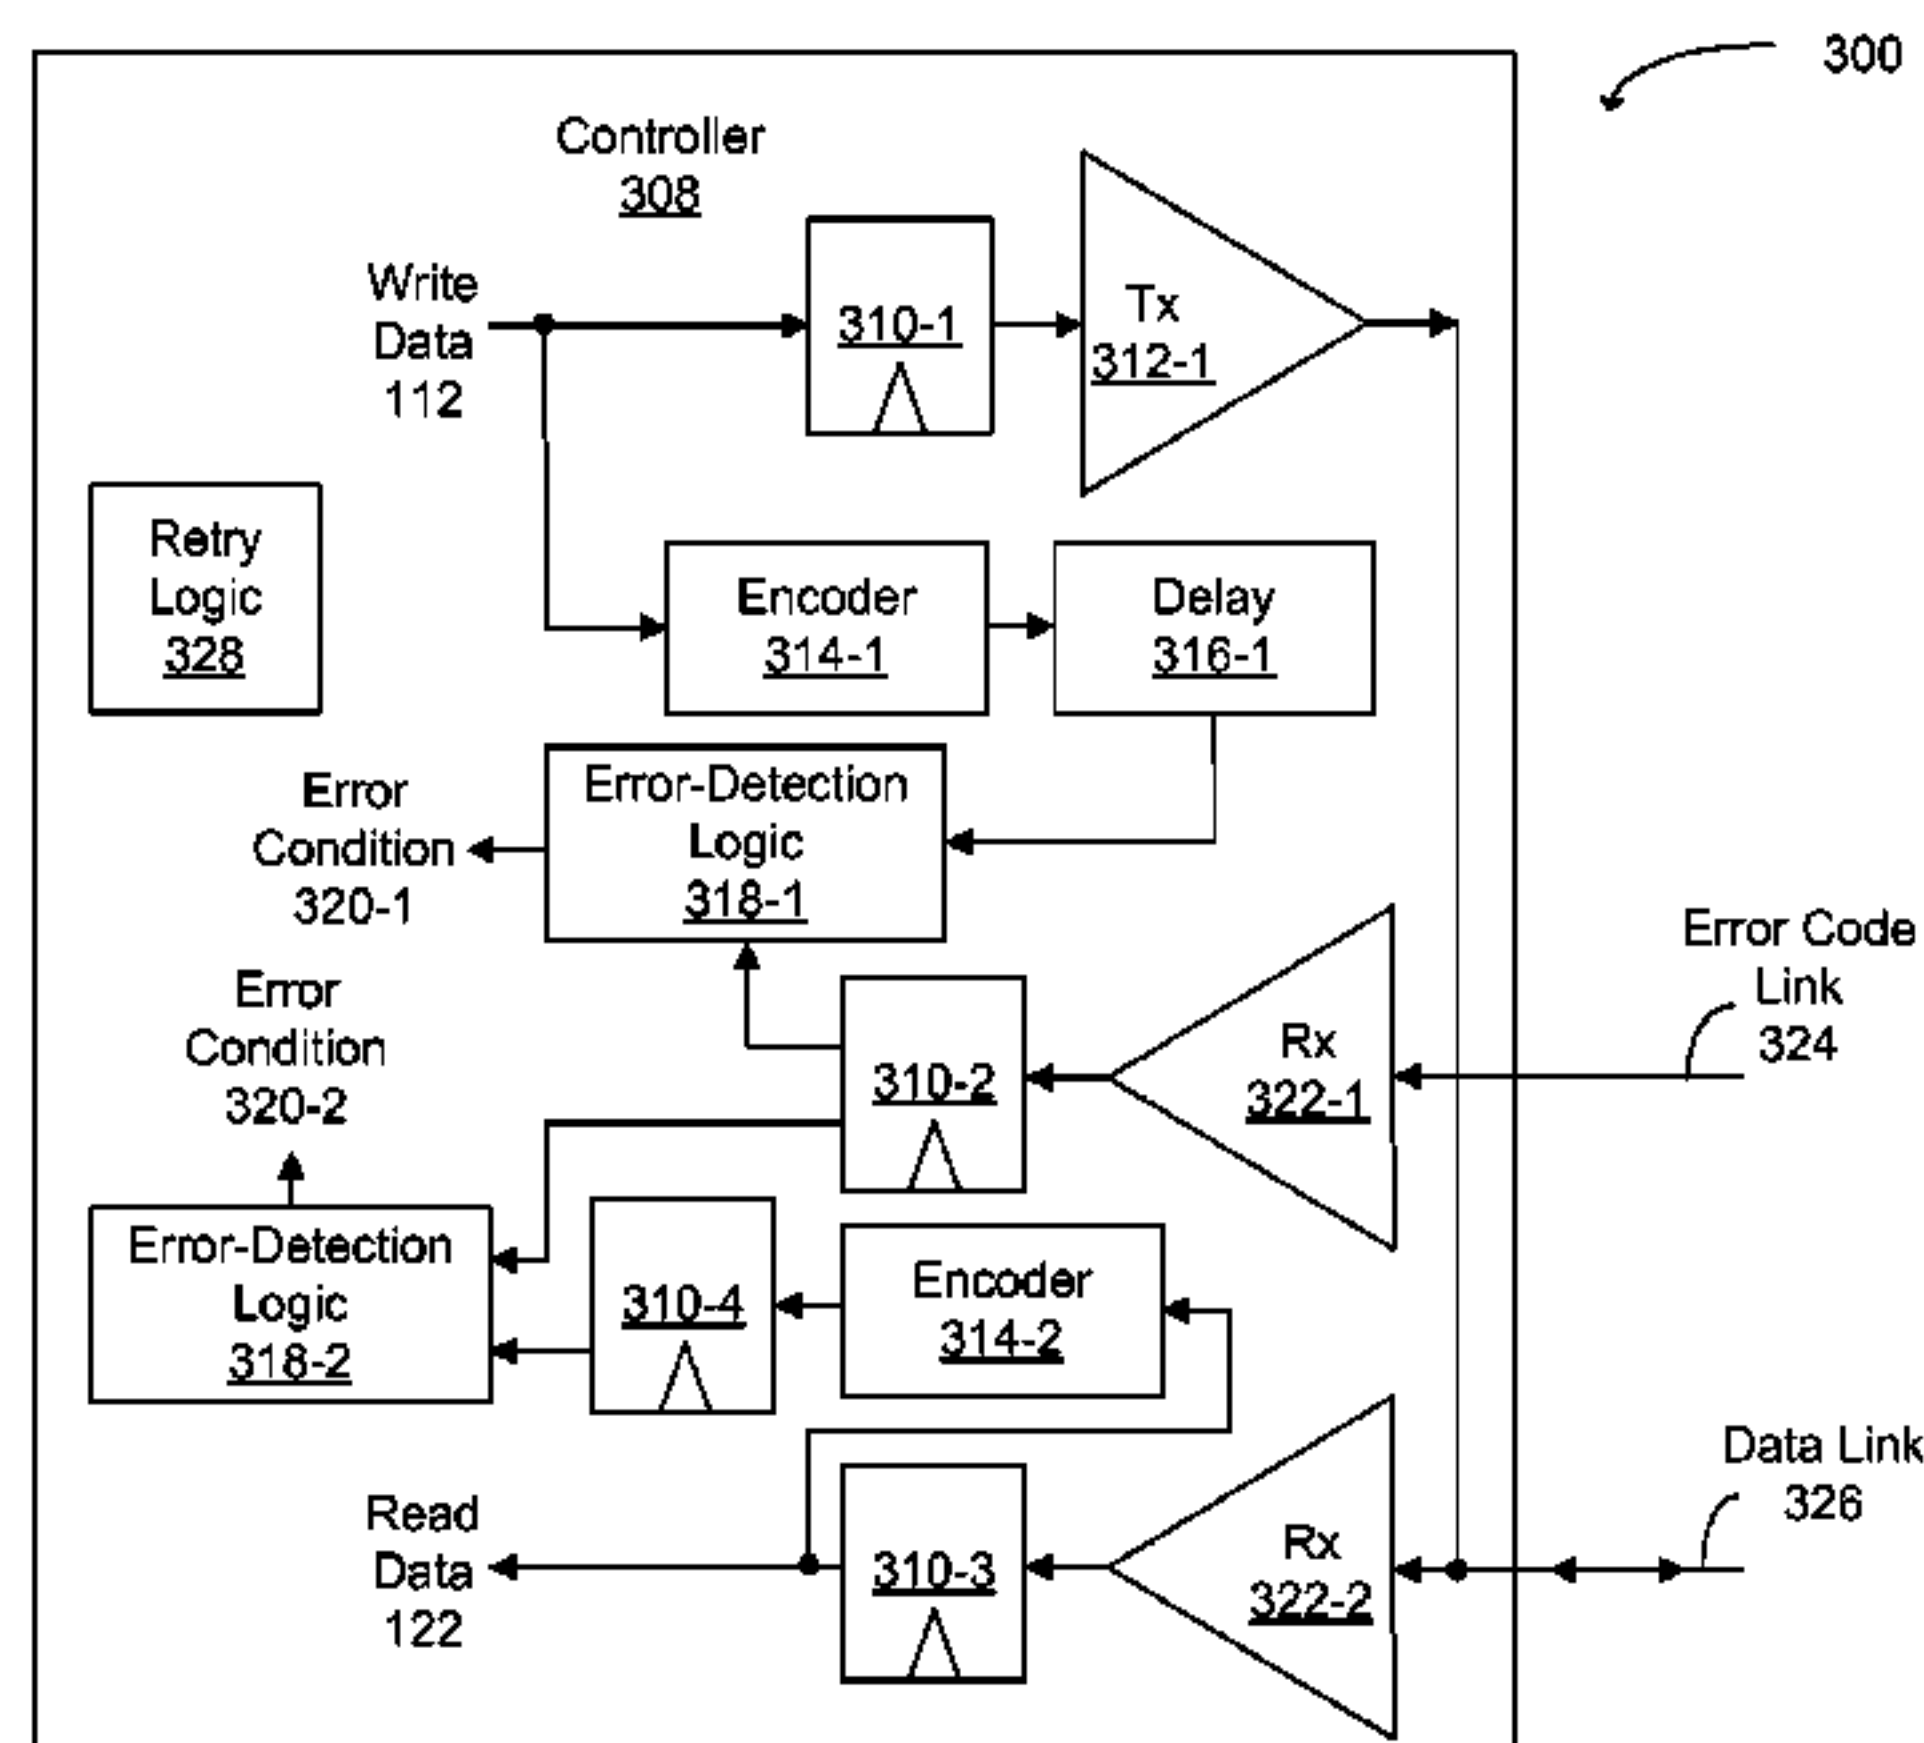 300
Controller
308
Write
Data
112
310-1
Tx
312-1
Retry
Logic
328
Encoder
314-1
Delay
316-1
Error
Condition
320-1
Error-Detection
Logic
318-1
Error Code
Link
324
Error
Condition
320-2
310-2
Rx
322-1
Error-Detection
Logic
318-2
310-4
Encoder
314-2
Data Link
326
Read
Data
122
310-3
Rx
322-2